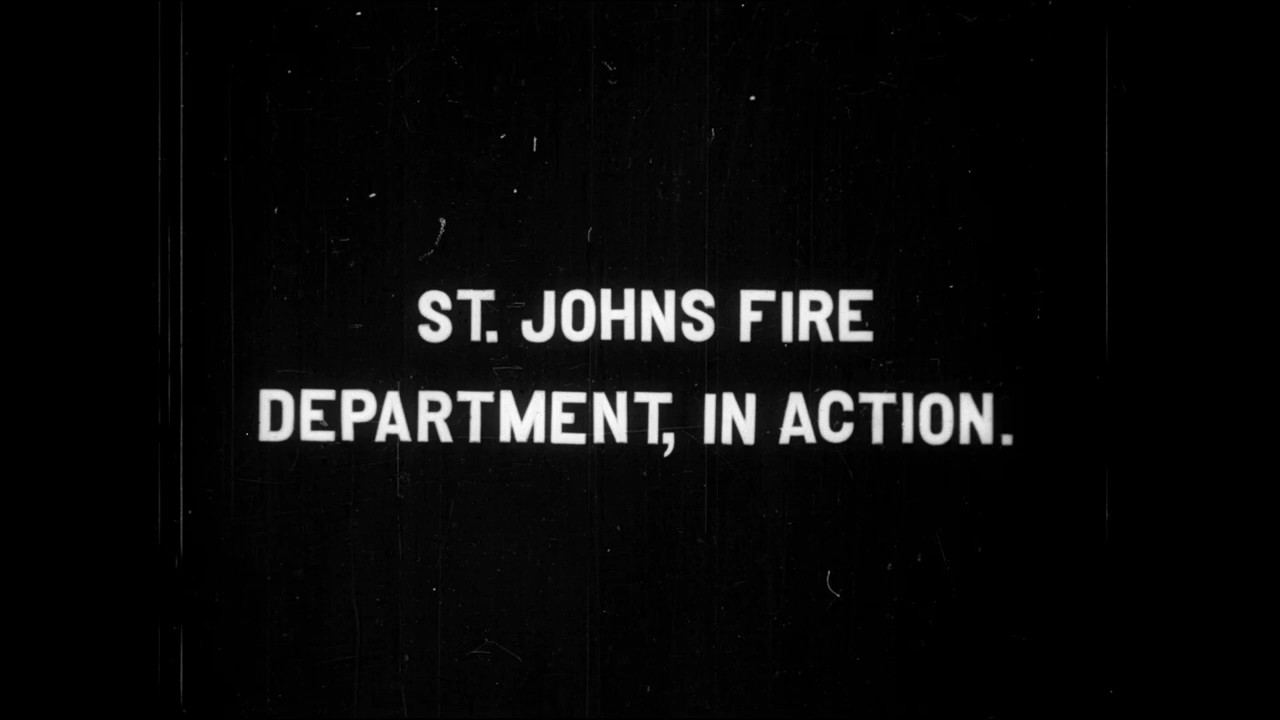 ST. JOHNS FIRE
DEPARTMENT, IN ACTION.